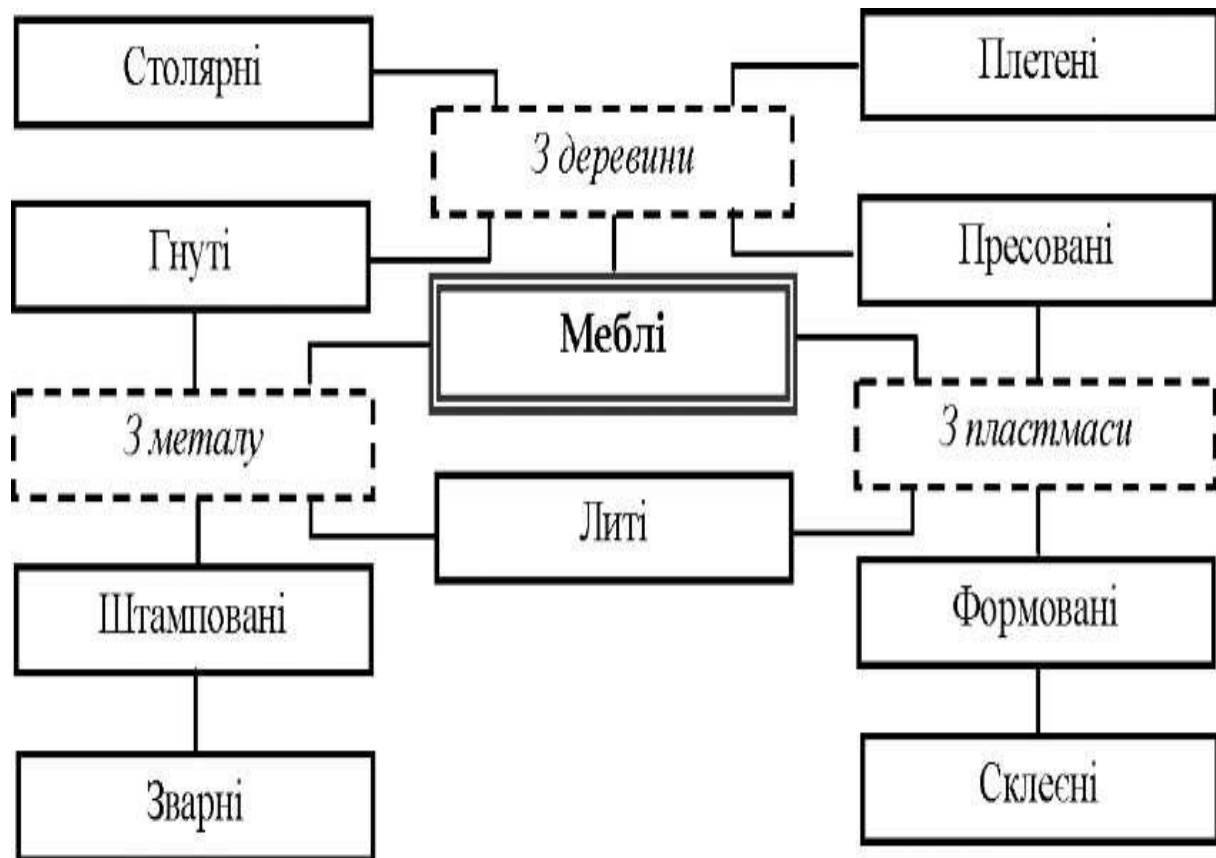 Столярні
Плетені
З деревини
Гнуті
Пресовані
Меблі
З металу
З пластмаси
Литі
Штамповані
Формовані
Зварні
Склеєні